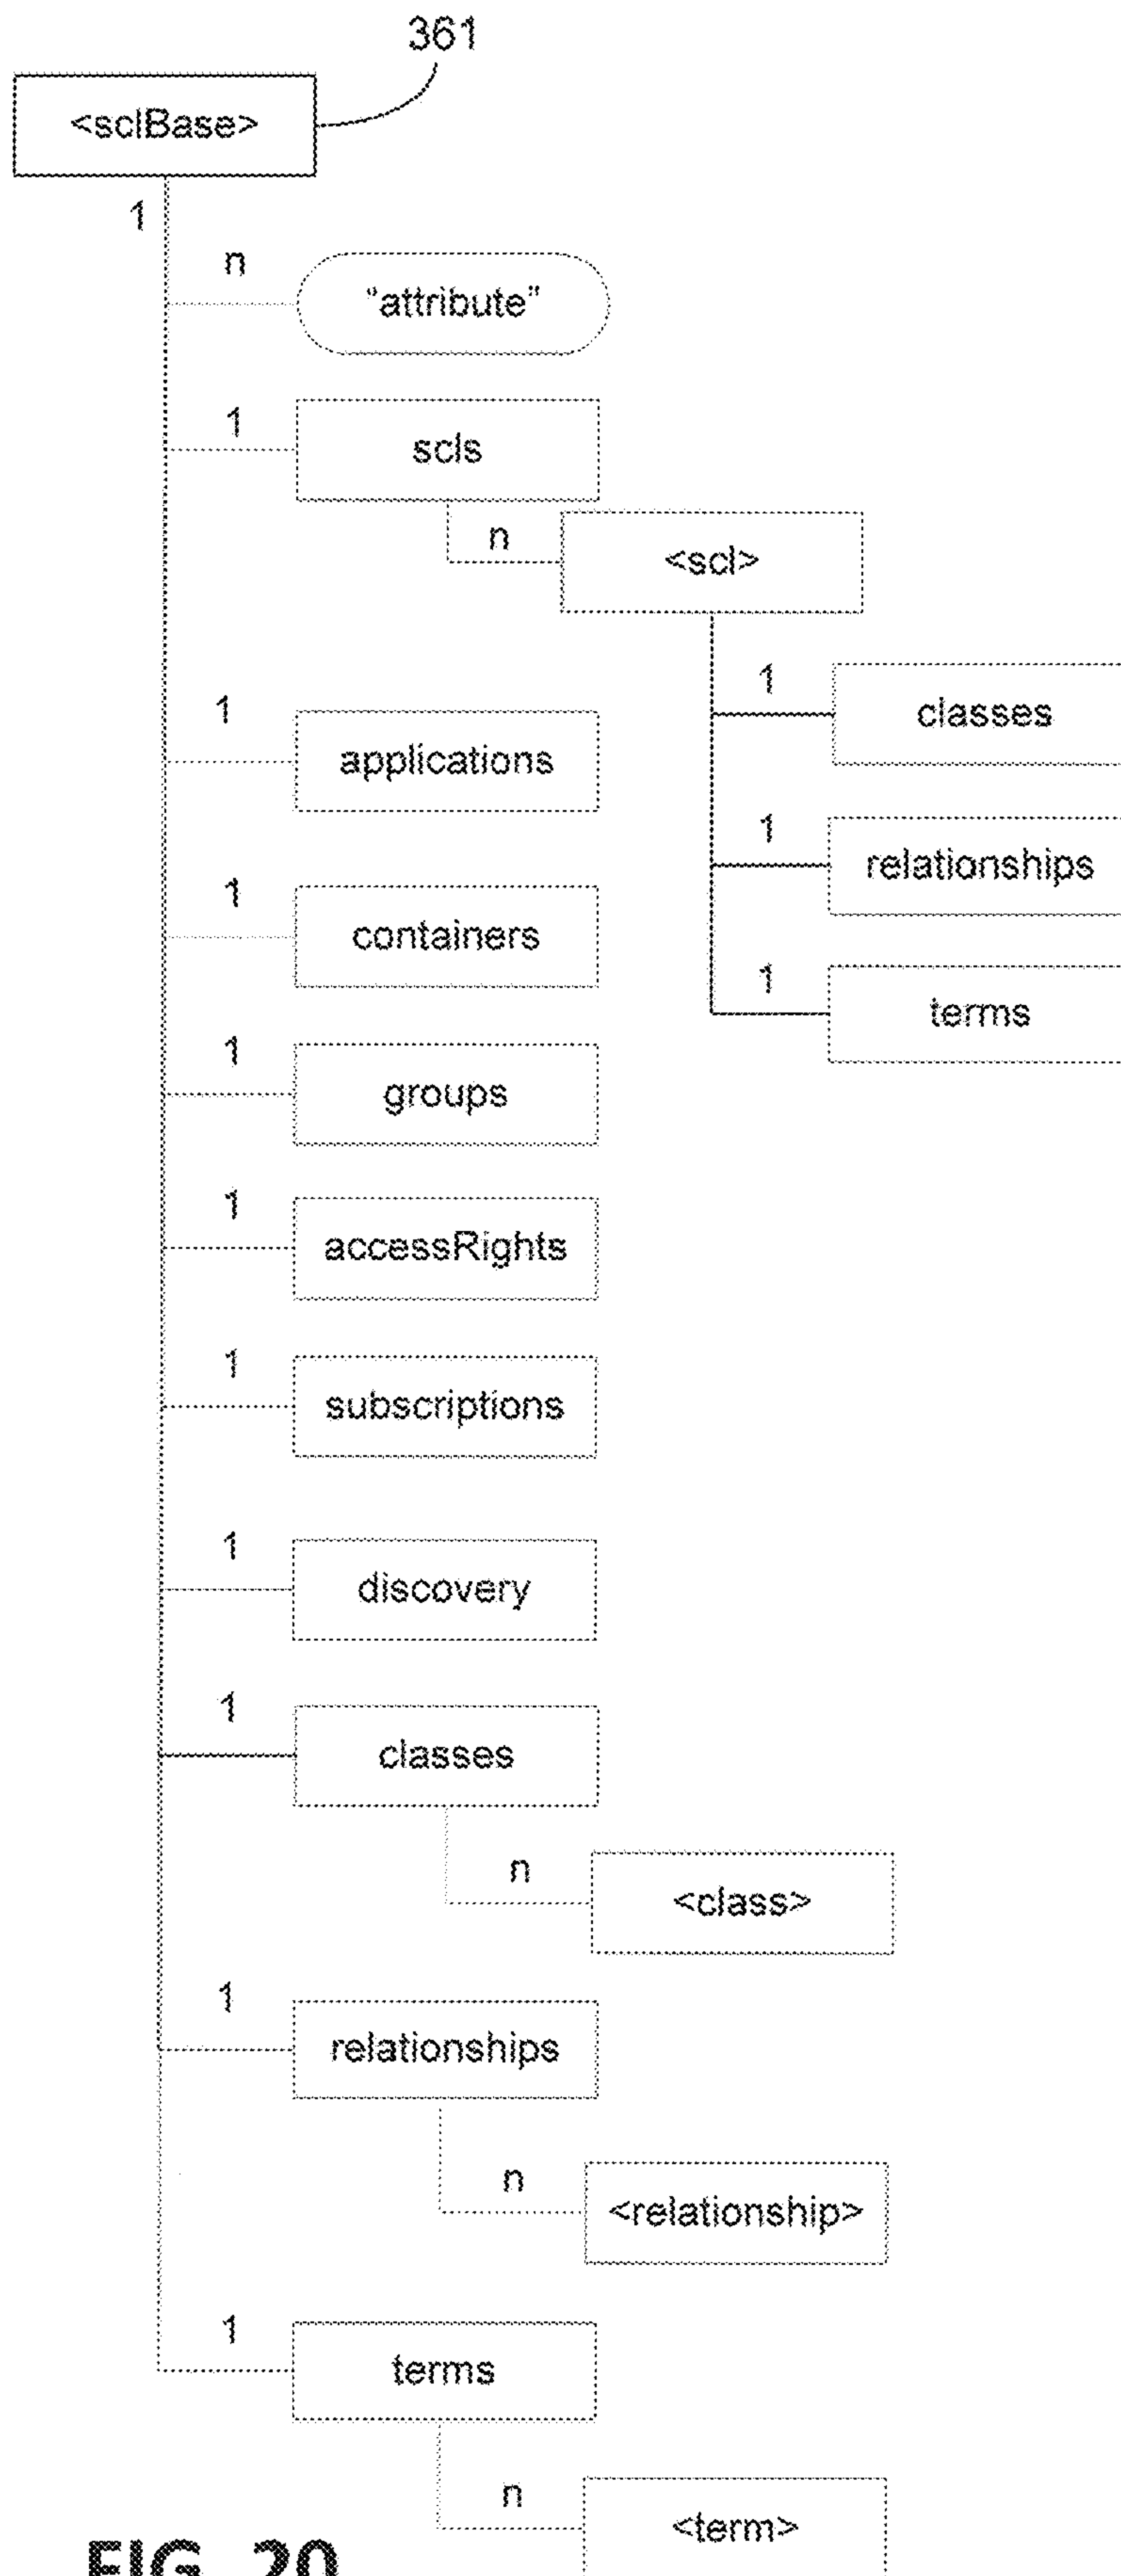 361
<sclBase>
1
n
"attribute"
1
scls
n
<scl>
1
classes
1
relationships
1
terms
1
applications
1
containers
1
groups
1
accessRights
1
subscriptions
1
discovery
1
classes
n
<class>
1
relationships
n
<relationship>
1
terms
n
<term>
FIG. 20